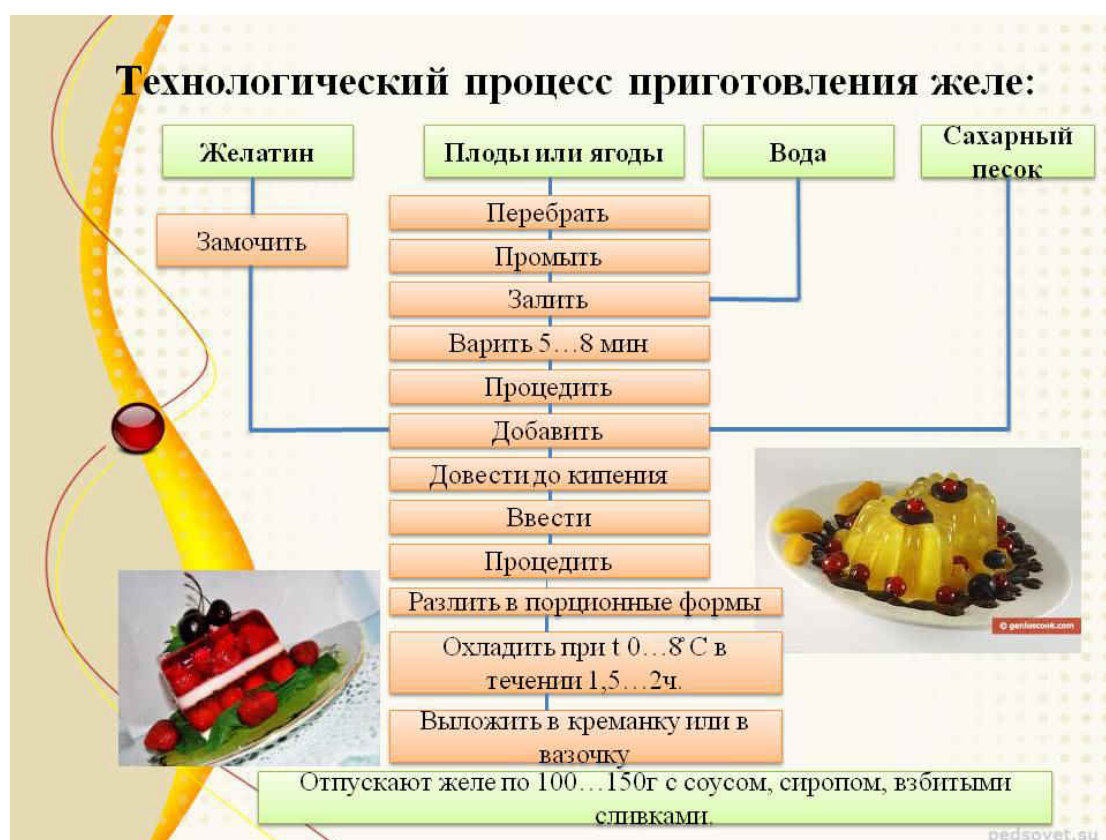 Технологический процесс приготовления желе:
Желатин
Плоды или ягоды
Вода
Сахарный
песок
Замочить
Перебрать
Промыть
Залить
Варить 5…8 мин
Процедить
Добавить
Довести до кипения
Ввести
Процедить
Разлить в порционные формы
Охладить при t 0…8°С в
течении 1,5…2ч.
Выложить в креманку или в
вазочку
© geniuscook.com
Отпускают желе по 100…150г с соусом, сиропом, взбитыми
сливками.
pedsovet.su